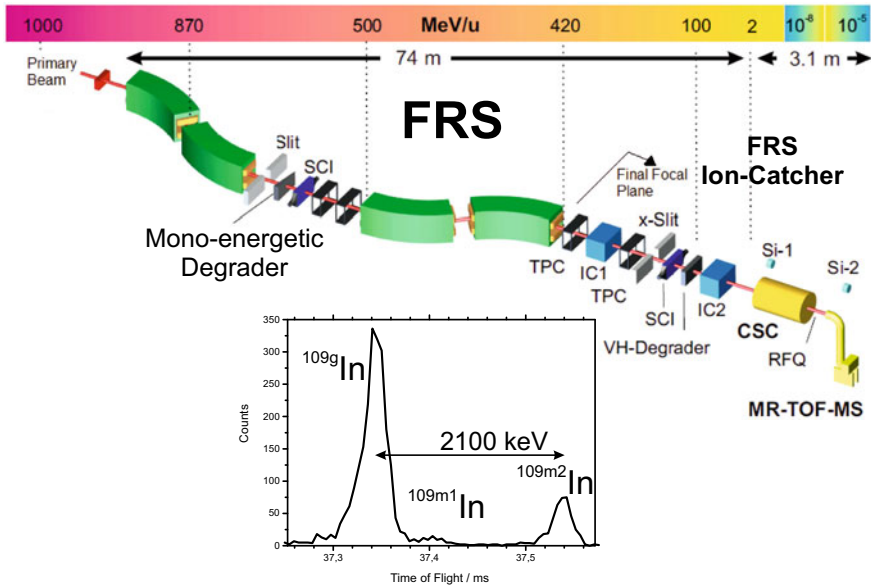 1000 870 500 MeV/u 420 100 2 10⁻⁸ 10⁻⁵
74 m 3.1 m
Primary
Beam
FRS
Slit
SCI
Mono-energetic
Degrader
Final Focal
Plane
FRS
Ion-Catcher
x-Slit
TPC
IC1
TPC
SCI
VH-Degrader
IC2
Si-1
Si-2
CSC
RFQ
MR-TOF-MS
350
300
250
200
150
100
50
0
Counts
¹⁰⁹ᵍIn
2100 keV
¹⁰⁹ᵐ¹In
¹⁰⁹ᵐ²In
37,3 37,4 37,5
Time of Flight / ms